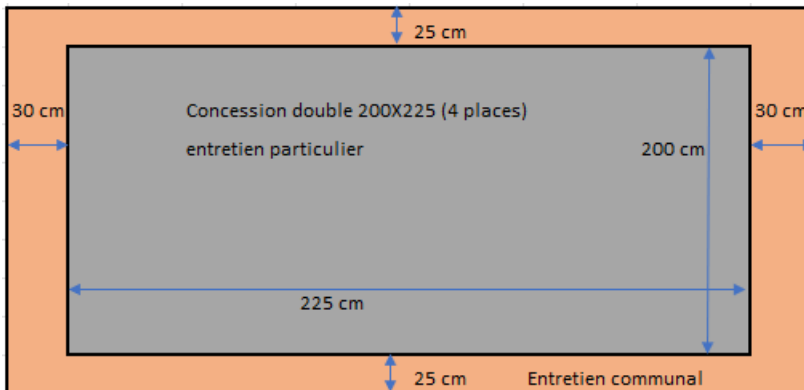 25 cm
30 cm
Concession double 200X225 (4 places)
30 cm
entretien particulier
200 cm
225 cm
25 cm
Entretien communal